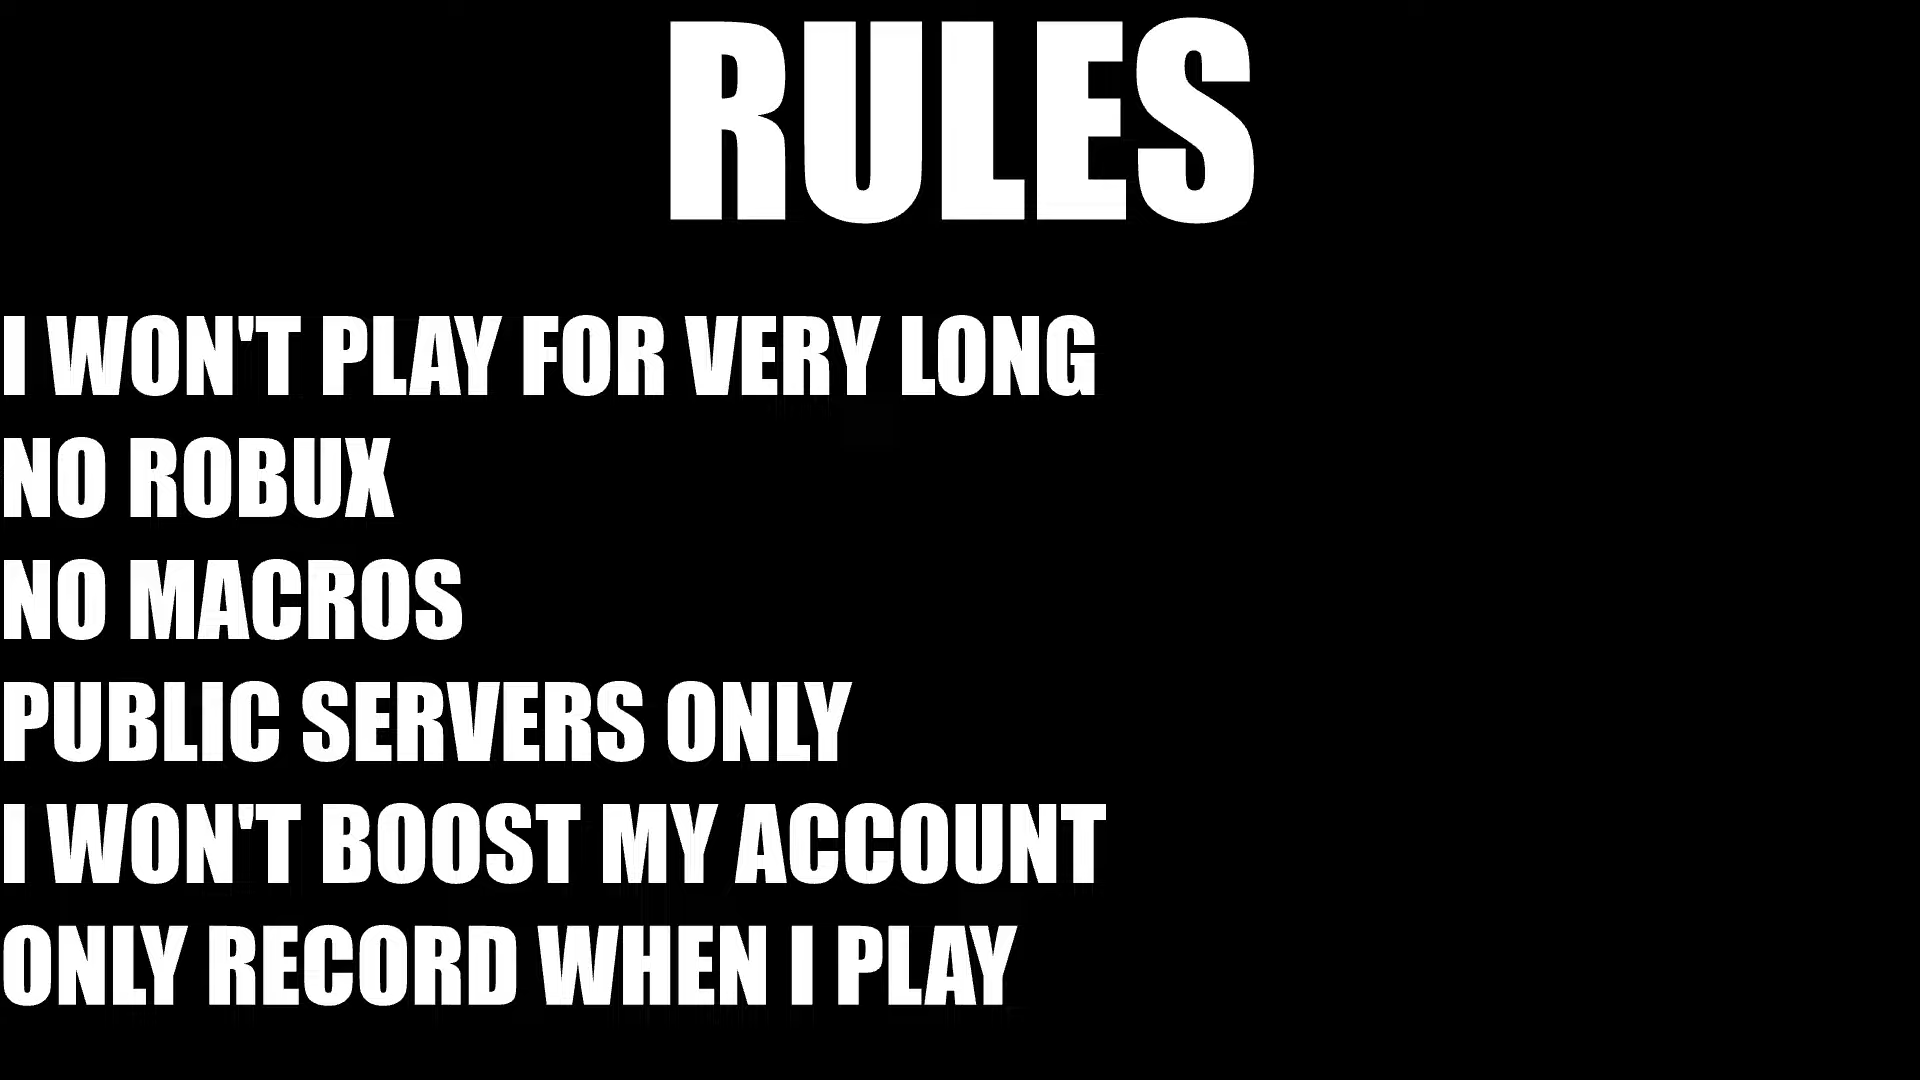 RULES
I WON'T PLAY FOR VERY LONG
NO ROBUX
NO MACROS
PUBLIC SERVERS ONLY
I WON'T BOOST MY ACCOUNT
ONLY RECORD WHEN I PLAY